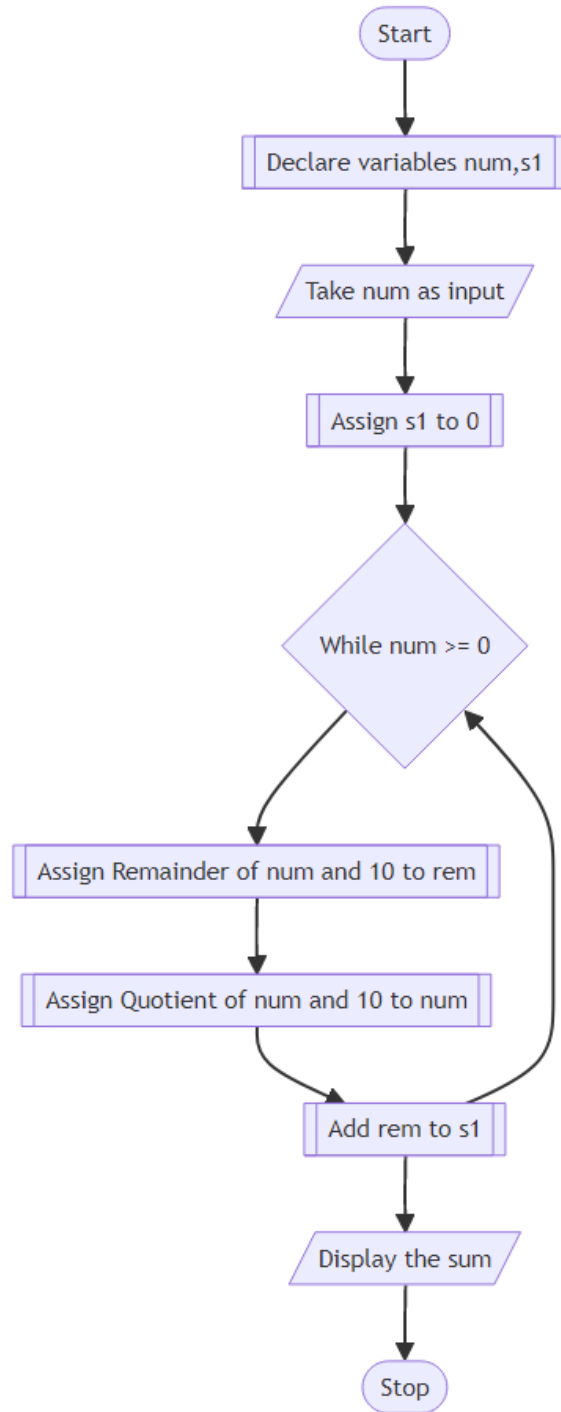 Start
Declare variables num,s1
Take num as input
Assign s1 to 0
While num >= 0
Assign Remainder of num and 10 to rem
Assign Quotient of num and 10 to num
Add rem to s1
Display the sum
Stop